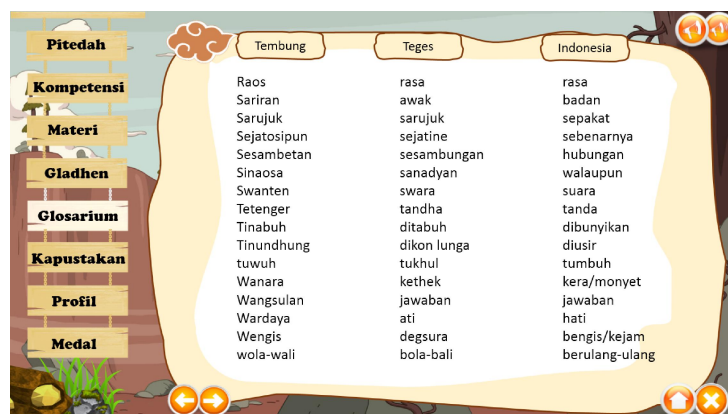 Pitedah
Kompetensi
Materi
Gladhen
Glosarium
Kapustakan
Profil
Medal
Tembung Teges Indonesia
Raos rasa rasa
Sariran awak badan
Sarujuk sarujuk sepakat
Sejatosipun sejatine sebenarnya
Sesambetan sesambungan hubungan
Sinaosa sanadyan walaupun
Swanten swara suara
Tetenger tandha tanda
Tinabuh ditabuh dibunyikan
Tinundhung dikon lunga diusir
tuwuh tukhul tumbuh
Wanara kethek kera/monyet
Wangsulan jawaban jawaban
Wardaya ati hati
Wengis degsura bengis/kejam
wola-wali bola-bali berulang-ulang